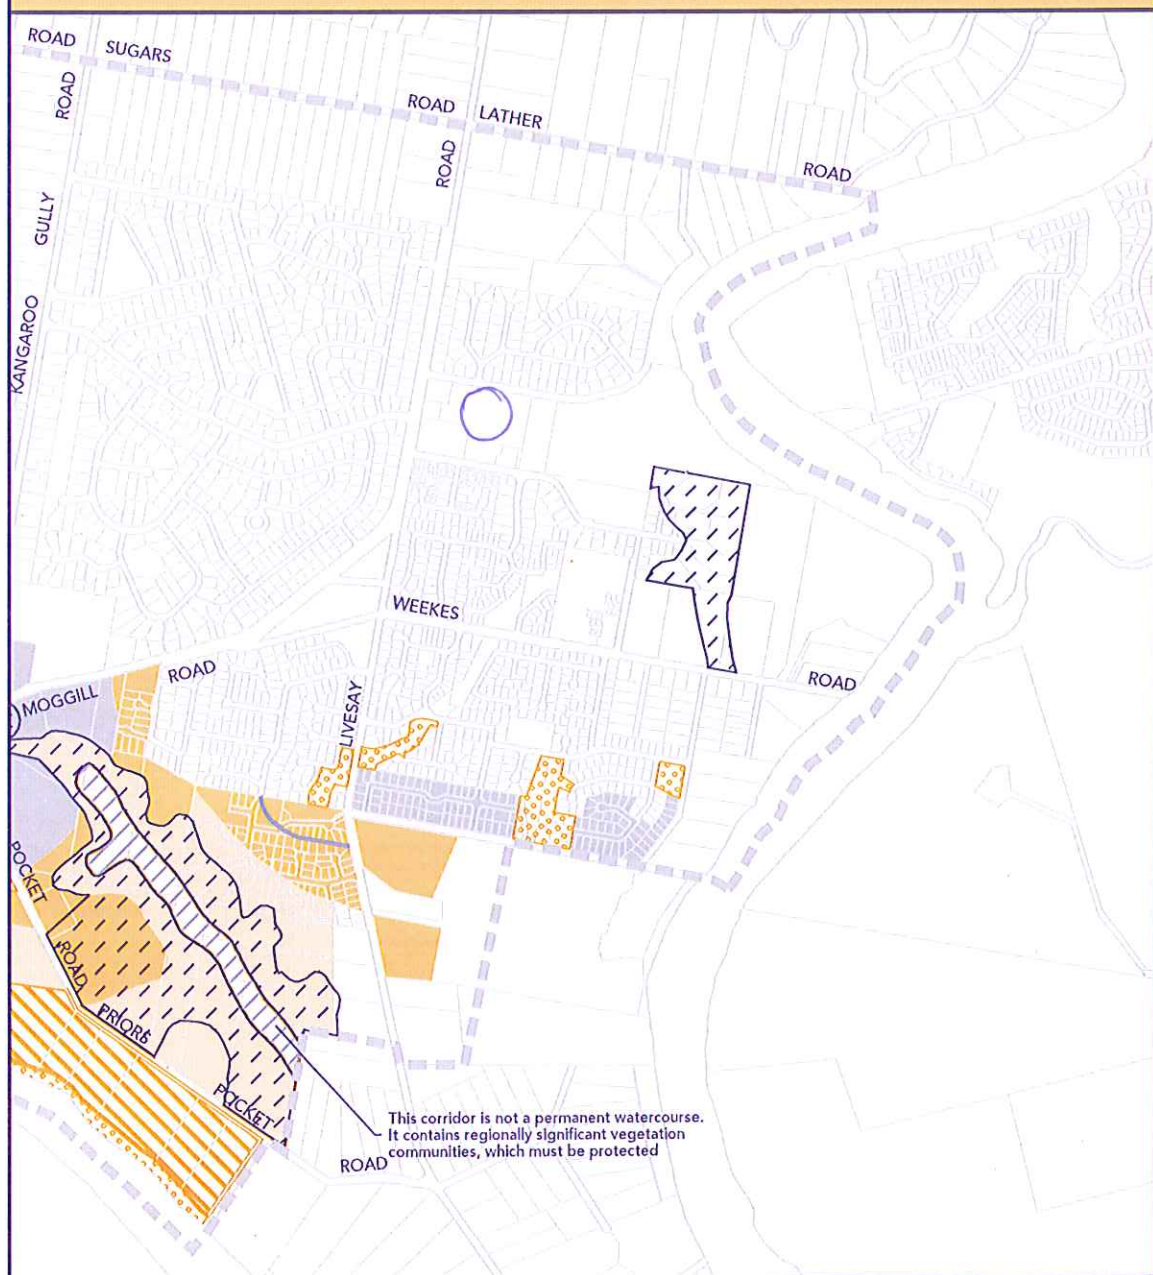 ROAD
SUGARS
ROAD
ROAD
LATHER
ROAD
ROAD
GULLY
KANGAROO
WEEKES
ROAD
ROAD
MOGGILL
LIVESAY
POCKET
ROAD
PRIORS
POCKET
ROAD
This corridor is not a permanent watercourse.
It contains regionally significant vegetation
communities, which must be protected